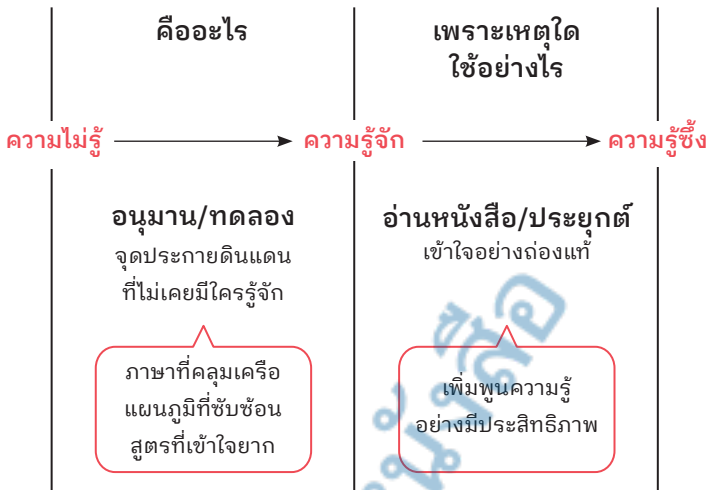 คืออะไร
เพราะเหตุใด
ใช้อย่างไร
ความไม่รู้
ความรู้จัก
ความรู้ซึ้ง
อนุมาน/ทดลอง
จุดประกายดินแดน
ที่ไม่เคยมีใครรู้จัก
อ่านหนังสือ/ประยุกต์
เข้าใจอย่างถ่องแท้
ภาษาที่คลุมเครือ
แผนภูมิที่ซับซ้อน
สูตรที่เข้าใจยาก
เพิ่มพูนความรู้
อย่างมีประสิทธิภาพ